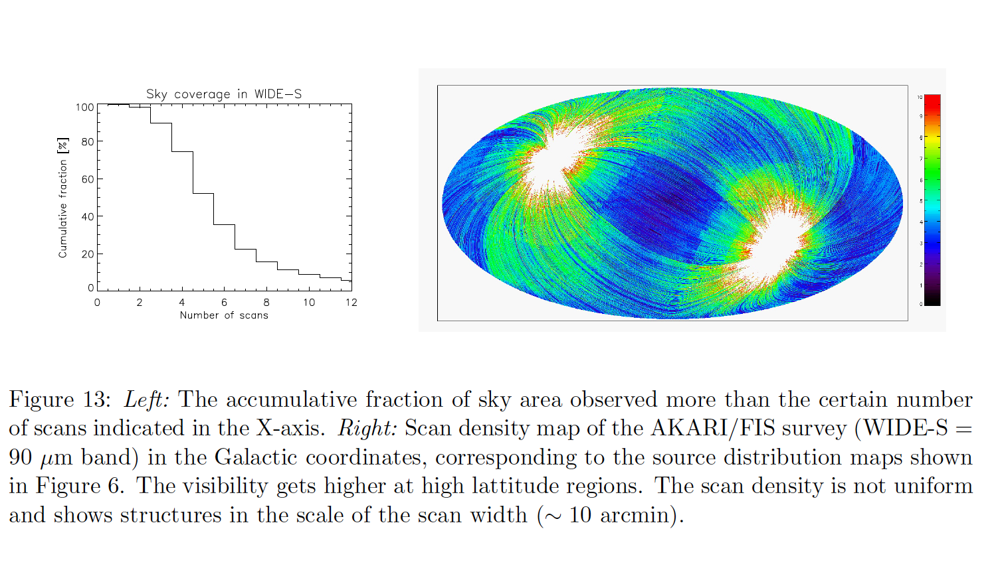 Sky coverage in WIDE-S
Cumulative fraction [%]
100
80
60
40
20
0
0 2 4 6 8 10 12
Number of scans
10
9
8
7
6
5
4
3
2
1
0
Figure 13: Left: The accumulative fraction of sky area observed more than the certain number
of scans indicated in the X-axis. Right: Scan density map of the AKARI/FIS survey (WIDE-S =
90 μm band) in the Galactic coordinates, corresponding to the source distribution maps shown
in Figure 6. The visibility gets higher at high lattitude regions. The scan density is not uniform
and shows structures in the scale of the scan width (∼ 10 arcmin).